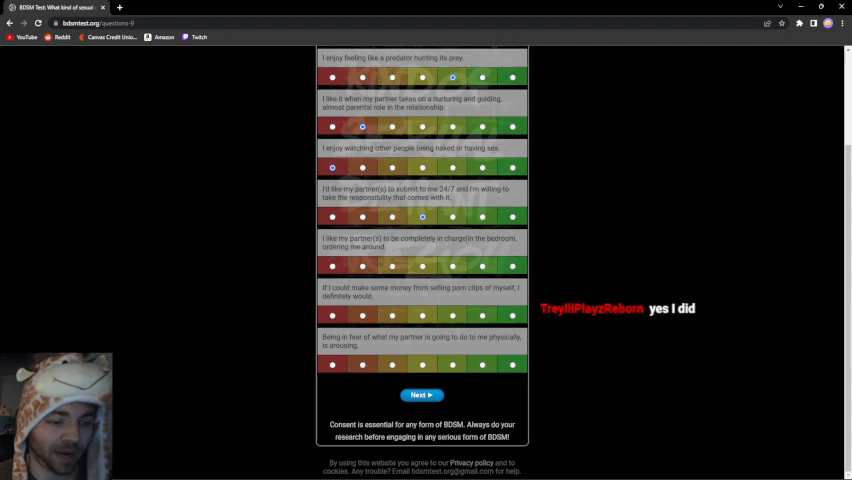 BDSM Test: What kind of sexual
bdsmtest.org/questions-9
YouTube Reddit Canvas Credit Unio... Amazon Twitch
I enjoy feeling like a predator hunting its prey.
I like it when my partner takes on a nurturing and guiding,
almost parental role in the relationship.
I enjoy watching other people being naked or having sex.
I'd like my partner(s) to submit to me 24/7 and I'm willing to
take the responsibility that comes with it.
I like my partner(s) to be completely in charge in the bedroom,
ordering me around.
If I could make some money from selling porn clips of myself, I
definitely would.
TreyIIIPlayzReborn yes I did
Being in fear of what my partner is going to do to me physically,
is arousing.
Next
Consent is essential for any form of BDSM. Always do your
research before engaging in any serious form of BDSM!
By using this website you agree to our Privacy policy and to
cookies. Any trouble? Email bdsmtest.org@gmail.com for help.